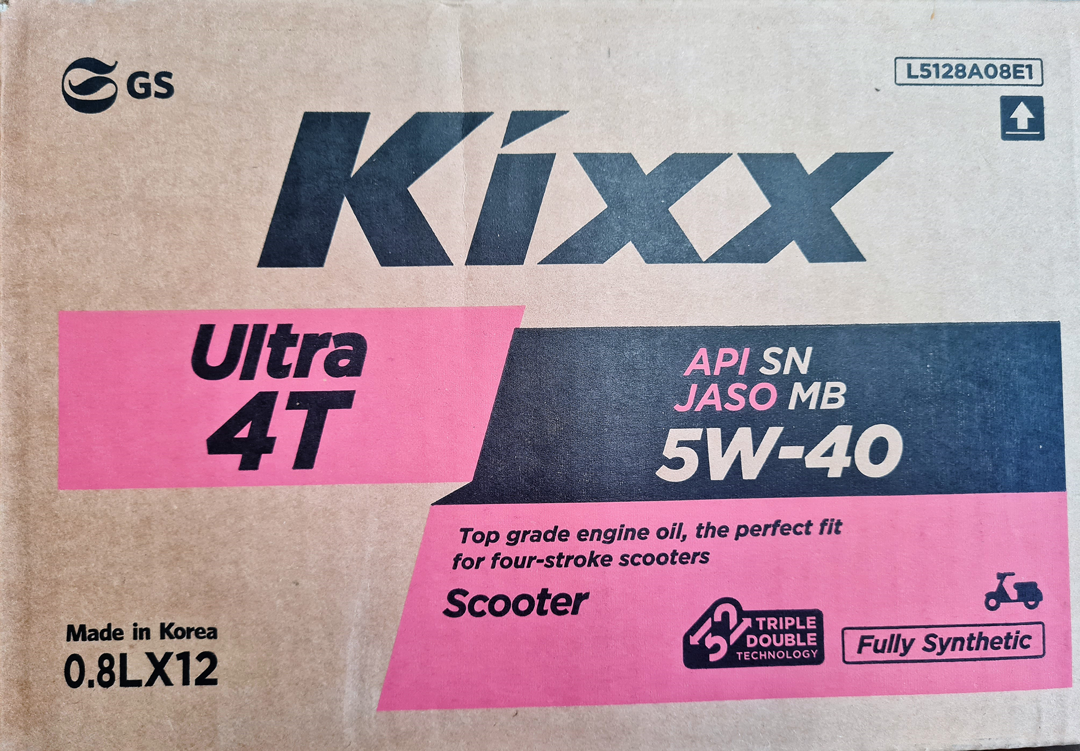 GS
L5128A08E1
Kixx
Ultra
4T
API SN
JASO MB
5W-40
Top grade engine oil, the perfect fit
for four-stroke scooters
Scooter
TRIPLE
DOUBLE
TECHNOLOGY
Fully Synthetic
Made in Korea
0.8LX12